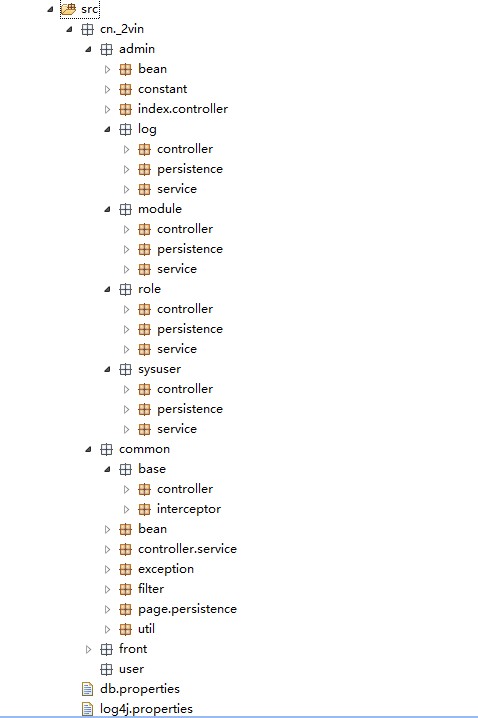 src
cn._2vin
admin
bean
constant
index.controller
log
controller
persistence
service
module
controller
persistence
service
role
controller
persistence
service
sysuser
controller
persistence
service
common
base
controller
interceptor
bean
controller.service
exception
filter
page.persistence
util
front
user
db.properties
log4j.properties